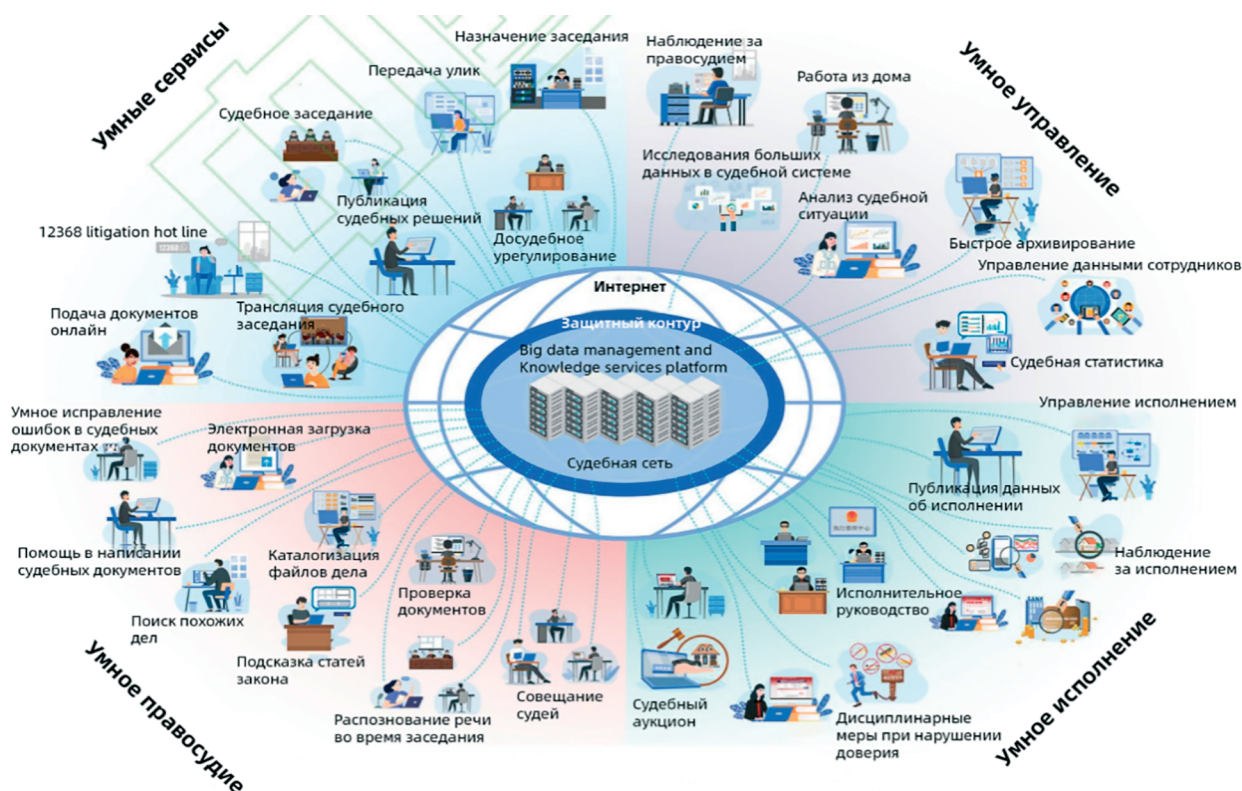 Умные сервисы
Назначение заседания
Передача улик
Судебное заседание
Публикация
судебных решений
Досудебное
урегулирование
12368 litigation hot line
12368
Подача документов
онлайн
Трансляция судебного
заседания
Умное управление
Наблюдение за
правосудием
Работа из дома
Исследования больших
данных в судебной системе
Анализ судебной
ситуации
Быстрое архивирование
Управление данными сотрудников
Судебная статистика
Интернет
Защитный контур
Big data management and
Knowledge services platform
Судебная сеть
Умное исправление
ошибок в судебных
документах
Электронная загрузка
документов
Помощь в написании
судебных документов
Каталогизация
файлов дела
Поиск похожих
дел
Подсказка статей
закона
Проверка
документов
Распознование речи
во время заседания
Совещание
судей
Умное правосудие
Управление исполнением
Публикация данных
об исполнении
Наблюдение
за исполнением
Исполнительное
руководство
Судебный
аукцион
Дисциплинарные
меры при нарушении
доверия
Умное исполнение